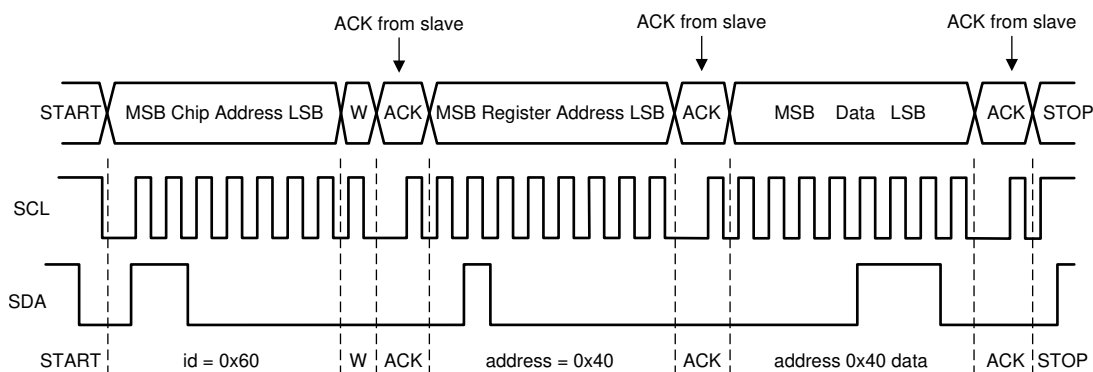 ACK from slave ACK from slave ACK from slave
START MSB Chip Address LSB W ACK MSB Register Address LSB ACK MSB Data LSB ACK STOP
SCL
SDA
START id = 0x60 W ACK address = 0x40 ACK address 0x40 data ACK STOP